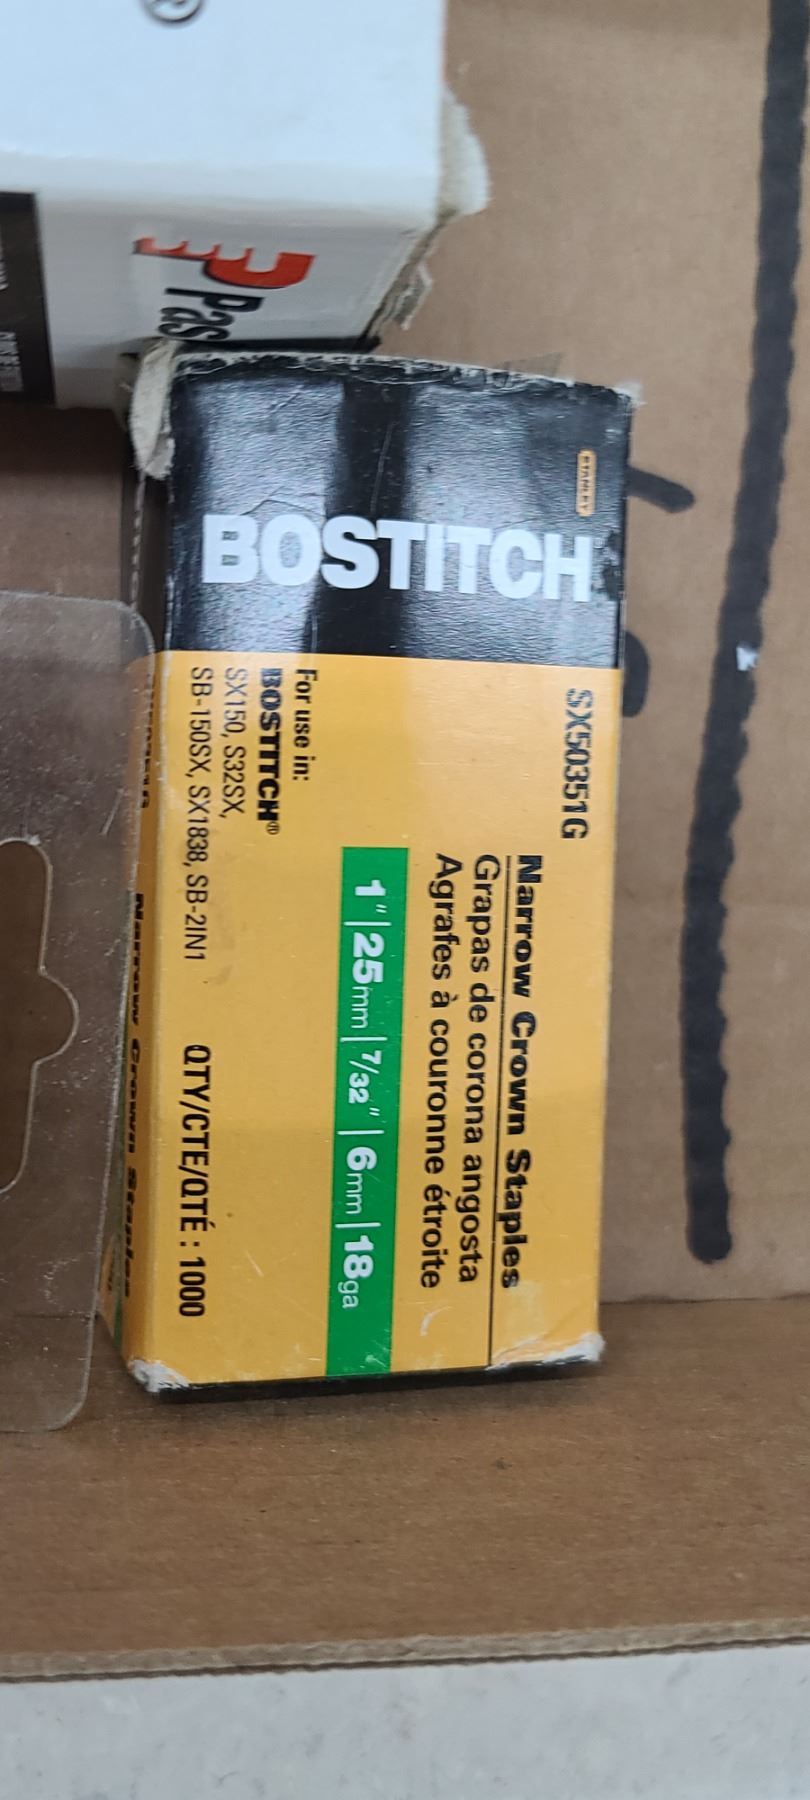 ®
Pas
STANLEY
BOSTITCH
SX50351G
Narrow Crown Staples
Grapas de corona angosta
Agrafes à couronne étroite
1" | 25mm | 7/32" | 6mm | 18ga
For use in:
BOSTITCH®
SX150, S32SX,
SB-150SX, SX1838, SB-2IN1
QTY/CTE/QTÉ : 1000
Narrow Crown Staples